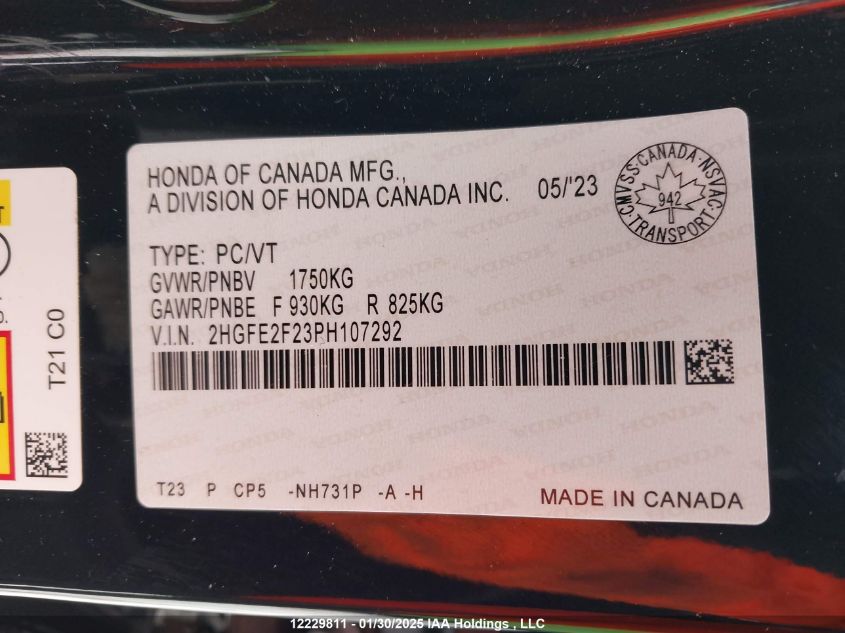 HONDA OF CANADA MFG.,
A DIVISION OF HONDA CANADA INC. 05/'23
CMVSS·CANADA·NSVAC·TRANSPORT
942
TYPE: PC/VT
GVWR/PNBV 1750KG
GAWR/PNBE F 930KG R 825KG
V.I.N. 2HGFE2F23PH107292
T23 P CP5 -NH731P -A -H
MADE IN CANADA
T21 C0
12229811 - 01/30/2025 IAA Holdings , LLC